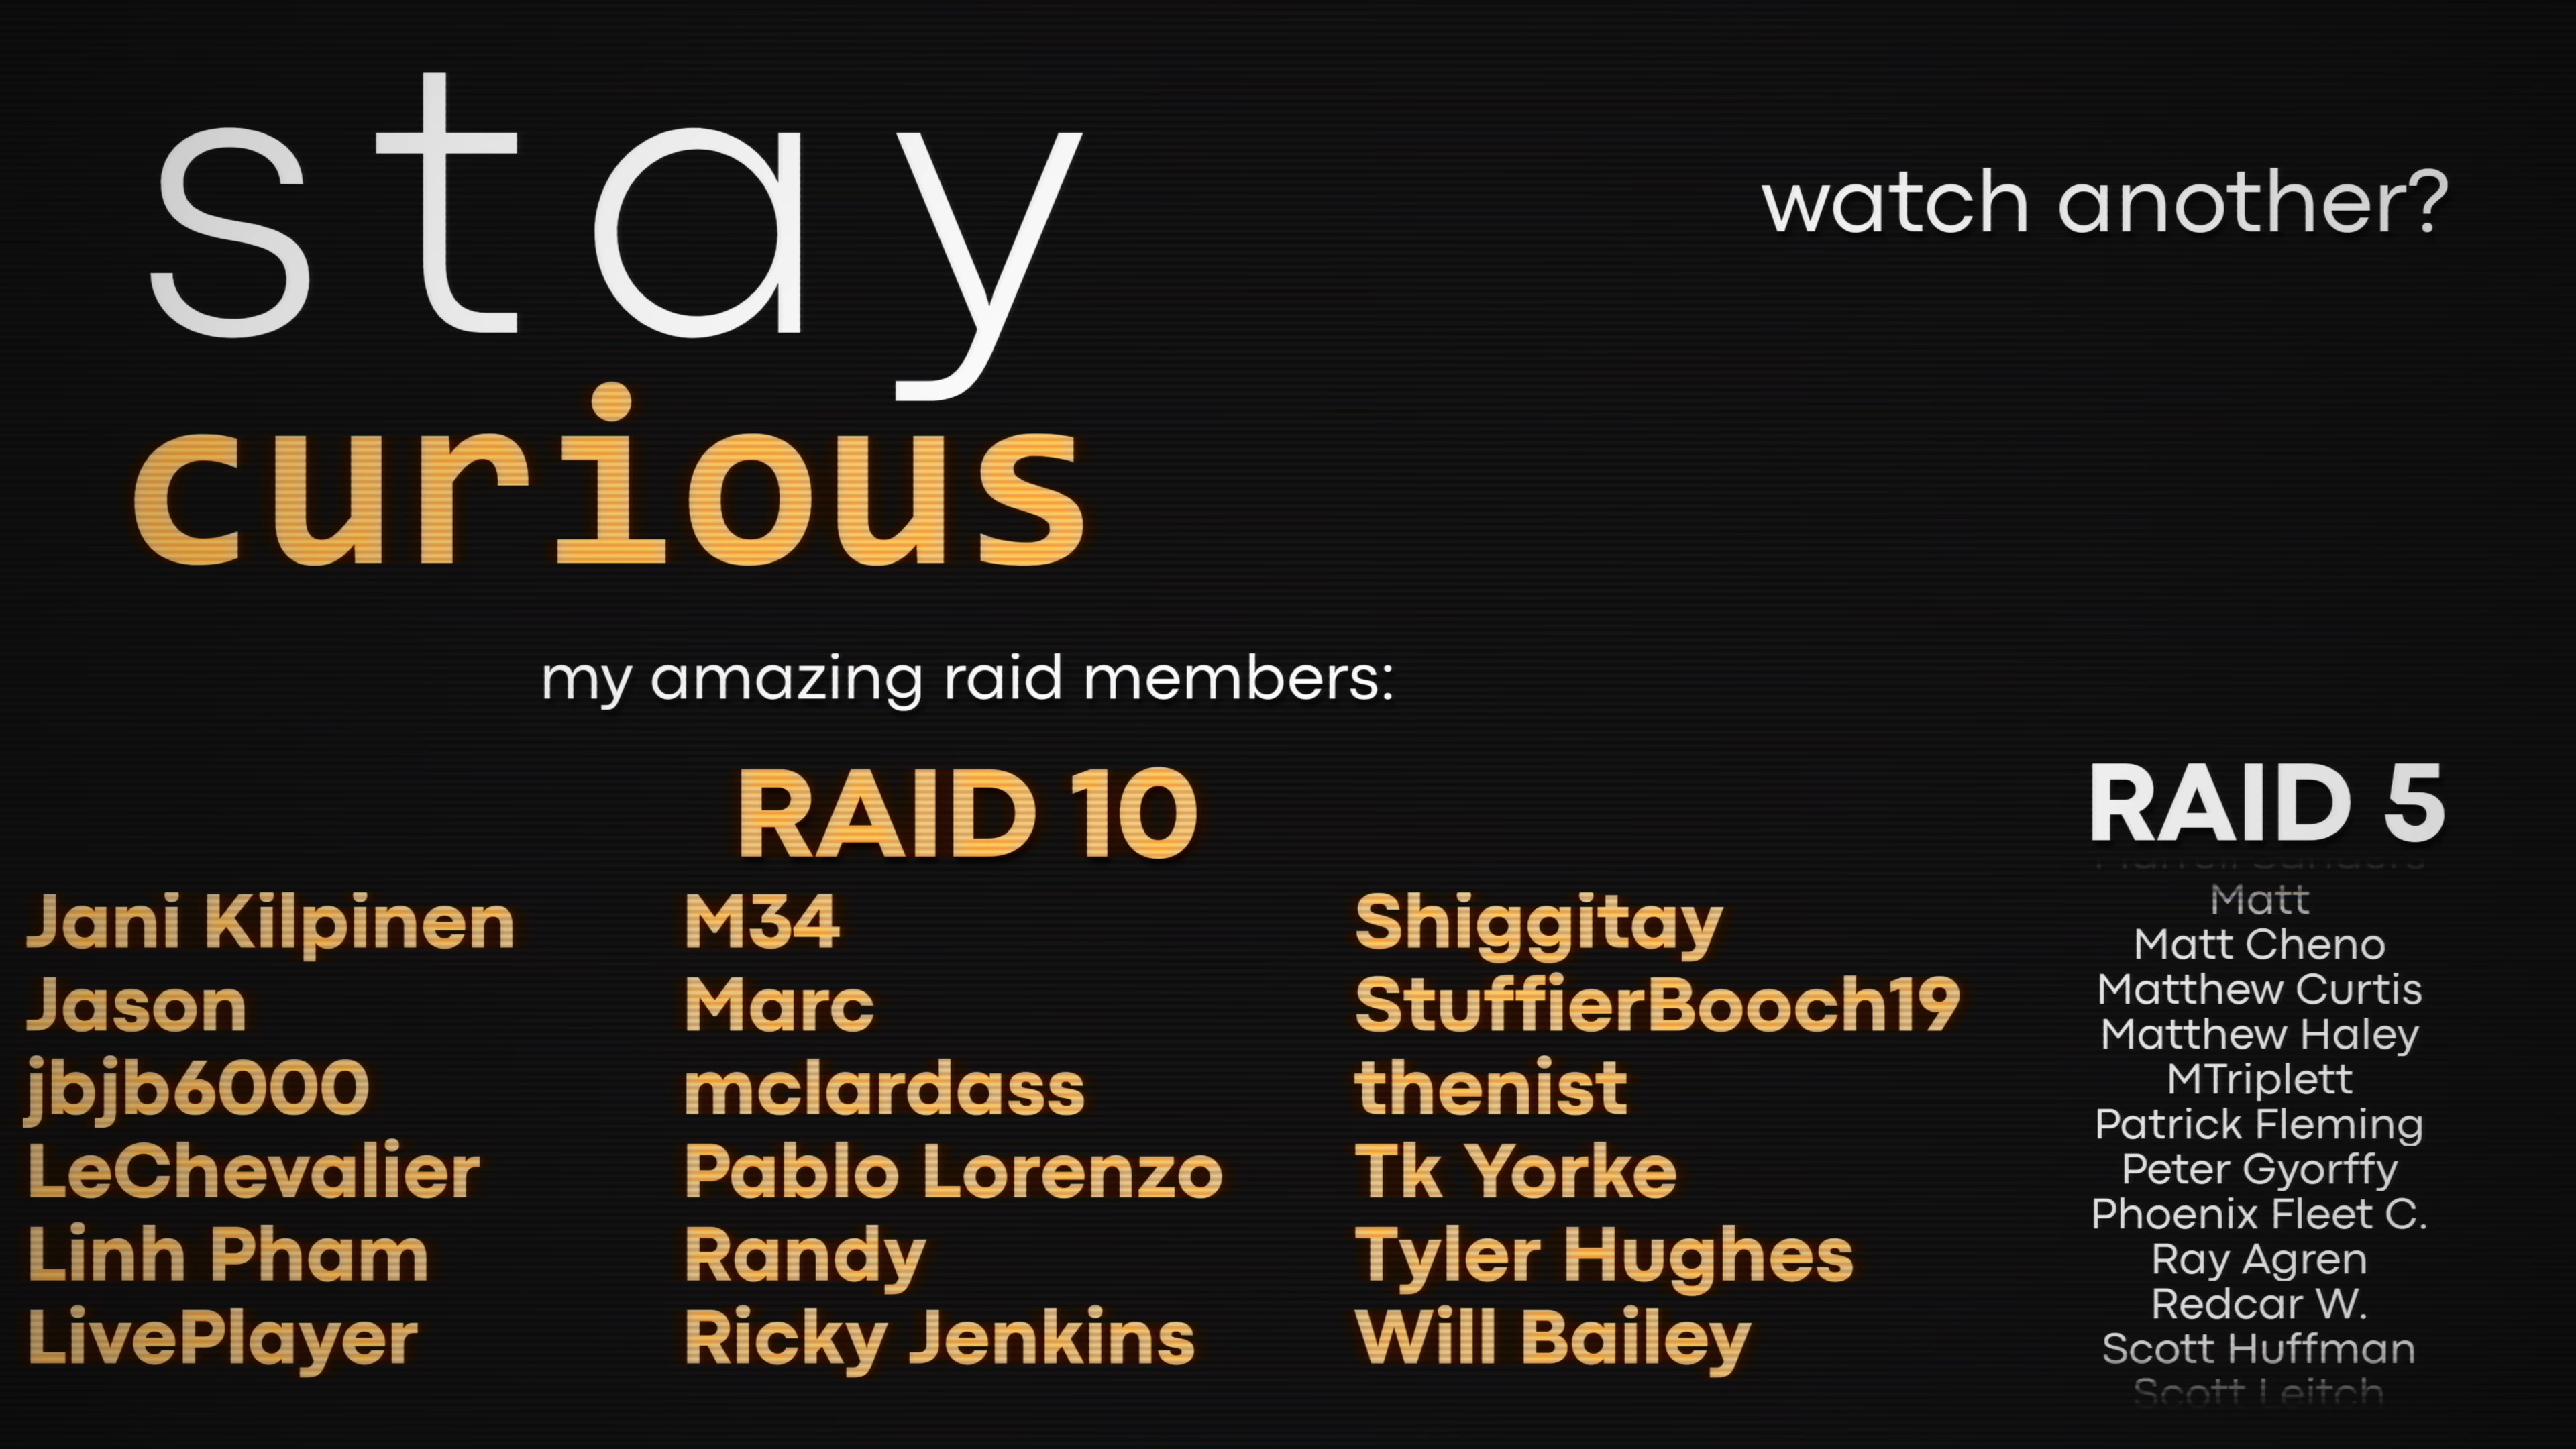 stay
curious
watch another?
my amazing raid members:
RAID 10
Jani Kilpinen
Jason
jbjb6000
LeChevalier
Linh Pham
LivePlayer
M34
Marc
mclardass
Pablo Lorenzo
Randy
Ricky Jenkins
Shiggitay
StuffierBooch19
thenist
Tk Yorke
Tyler Hughes
Will Bailey
RAID 5
Matt
Matt Cheno
Matthew Curtis
Matthew Haley
MTriplett
Patrick Fleming
Peter Gyorffy
Phoenix Fleet C.
Ray Agren
Redcar W.
Scott Huffman
Scott Leitch